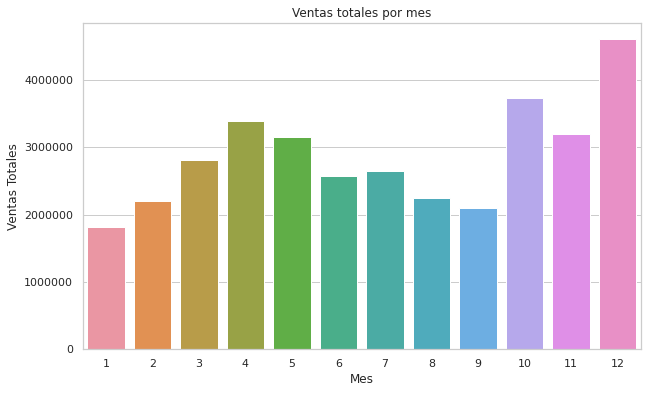 Ventas totales por mes
Ventas Totales
4000000
3000000
2000000
1000000
0
1 2 3 4 5 6 7 8 9 10 11 12
Mes